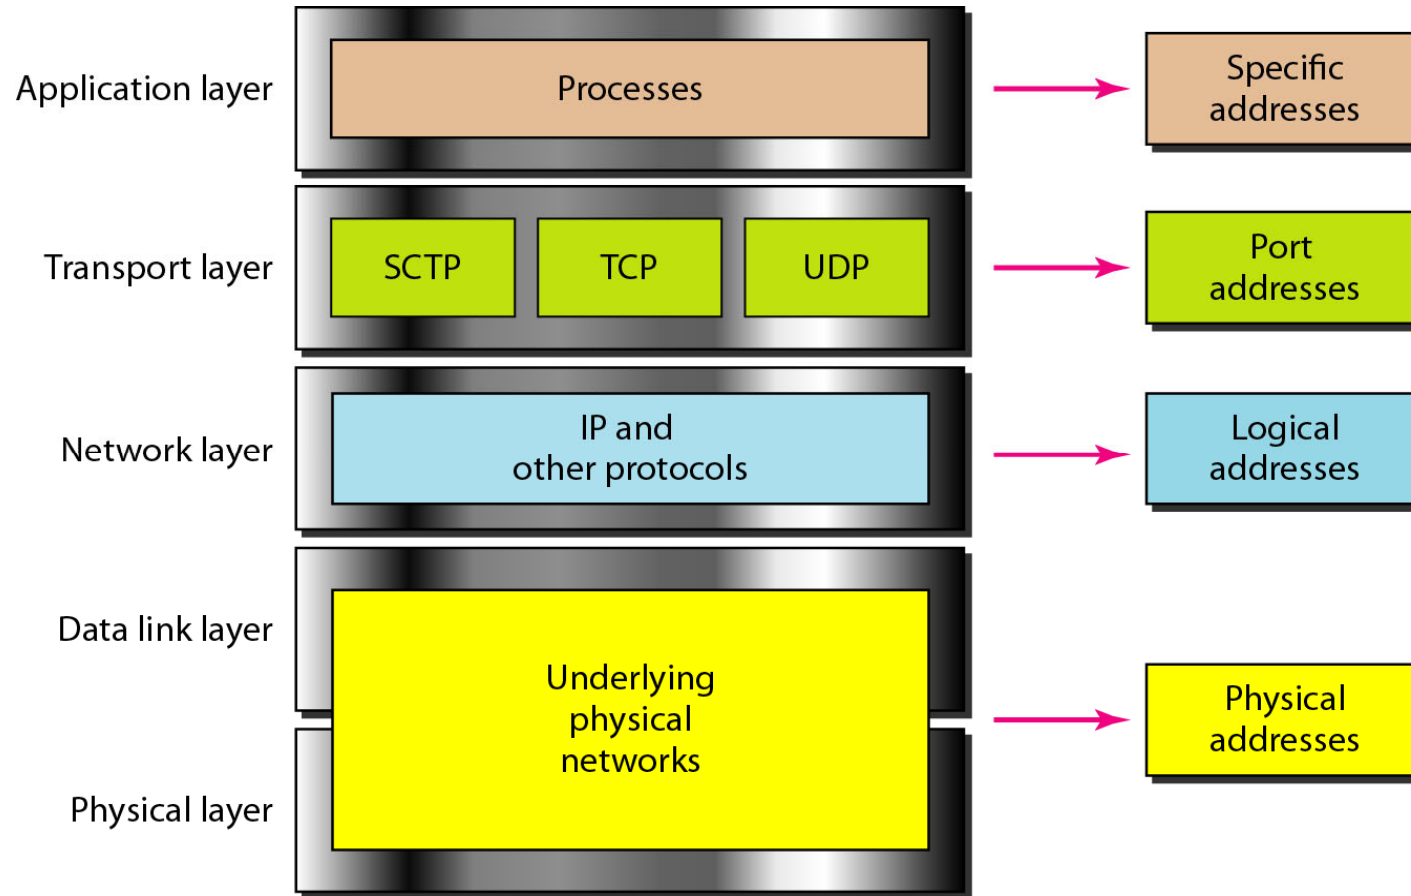 Application layer
Processes
Specific
addresses
Transport layer
SCTP
TCP
UDP
Port
addresses
Network layer
IP and
other protocols
Logical
addresses
Data link layer
Underlying
physical
networks
Physical
addresses
Physical layer